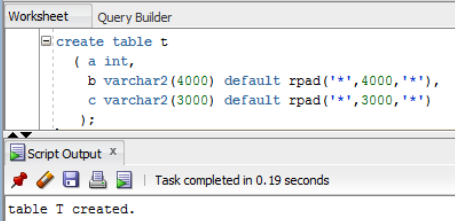 Worksheet Query Builder
create table t
( a int,
b varchar2(4000) default rpad('*',4000,'*'),
c varchar2(3000) default rpad('*',3000,'*')
);
Script Output x
Task completed in 0.19 seconds
table T created.